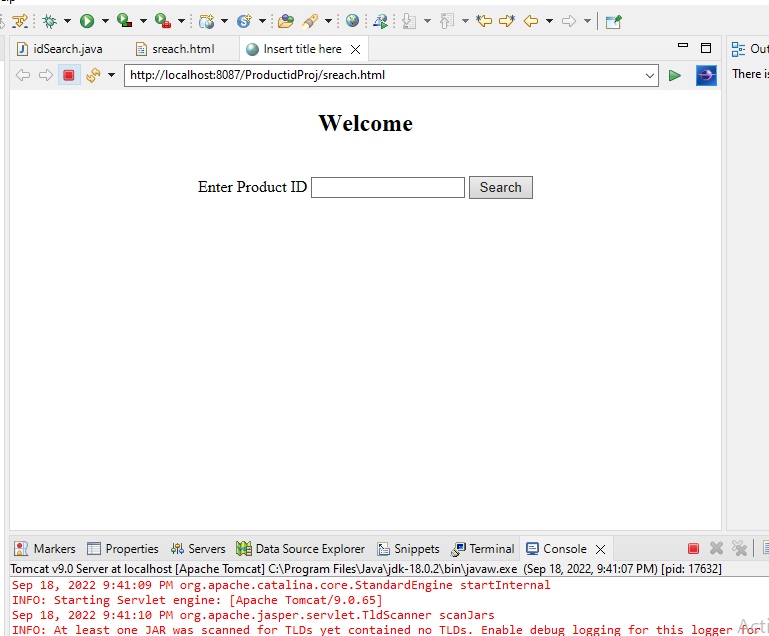 idSearch.java sreach.html Insert title here Out
http://localhost:8087/ProductidProj/sreach.html There is
Welcome
Enter Product ID Search
Markers Properties Servers Data Source Explorer Snippets Terminal Console
Tomcat v9.0 Server at localhost [Apache Tomcat] C:\Program Files\Java\jdk-18.0.2\bin\javaw.exe (Sep 18, 2022, 9:41:07 PM) [pid: 17632]
Sep 18, 2022 9:41:09 PM org.apache.catalina.core.StandardEngine startInternal
INFO: Starting Servlet engine: [Apache Tomcat/9.0.65]
Sep 18, 2022 9:41:10 PM org.apache.jasper.servlet.TldScanner scanJars
INFO: At least one JAR was scanned for TLDs yet contained no TLDs. Enable debug logging for this logger for
Acti